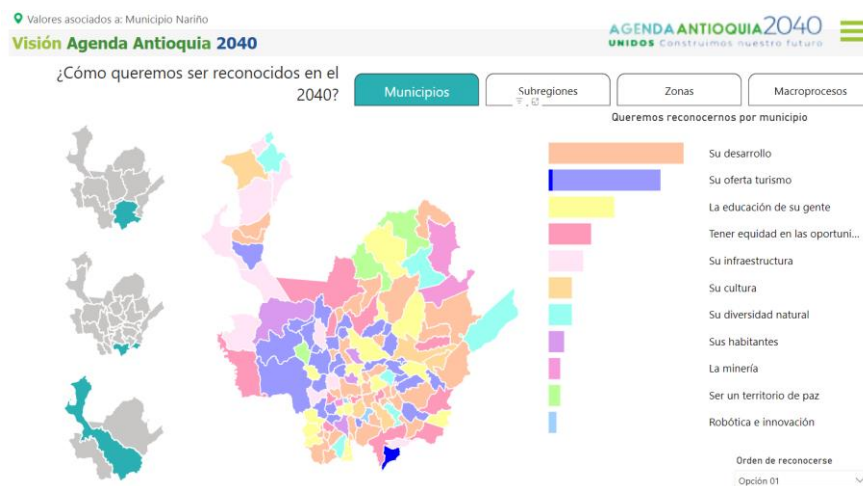 Valores asociados a: Municipio Nariño
Visión Agenda Antioquia 2040
AGENDA ANTIOQUIA 2040
UNIDOS Construimos nuestro futuro
¿Cómo queremos ser reconocidos en el
2040?
Municipios
Subregiones
Zonas
Macroprocesos
Queremos reconocernos por municipio
Su desarrollo
Su oferta turismo
La educación de su gente
Tener equidad en las oportuni...
Su infraestructura
Su cultura
Su diversidad natural
Sus habitantes
La minería
Ser un territorio de paz
Robótica e innovación
Orden de reconocerse
Opción 01